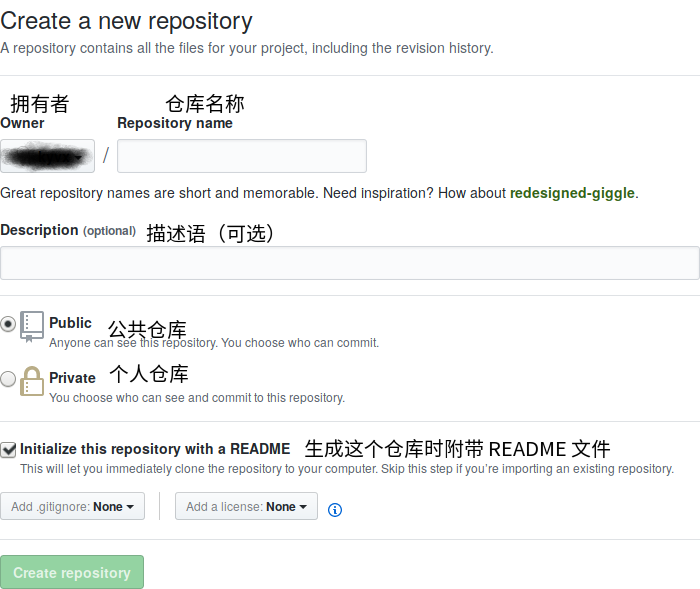 Create a new repository
A repository contains all the files for your project, including the revision history.
拥有者 仓库名称
Owner Repository name
/
Great repository names are short and memorable. Need inspiration? How about redesigned-giggle.
Description (optional) 描述语（可选）
Public 公共仓库
Anyone can see this repository. You choose who can commit.
Private 个人仓库
You choose who can see and commit to this repository.
Initialize this repository with a README 生成这个仓库时附带 README 文件
This will let you immediately clone the repository to your computer. Skip this step if you’re importing an existing repository.
Add .gitignore: None Add a license: None
Create repository